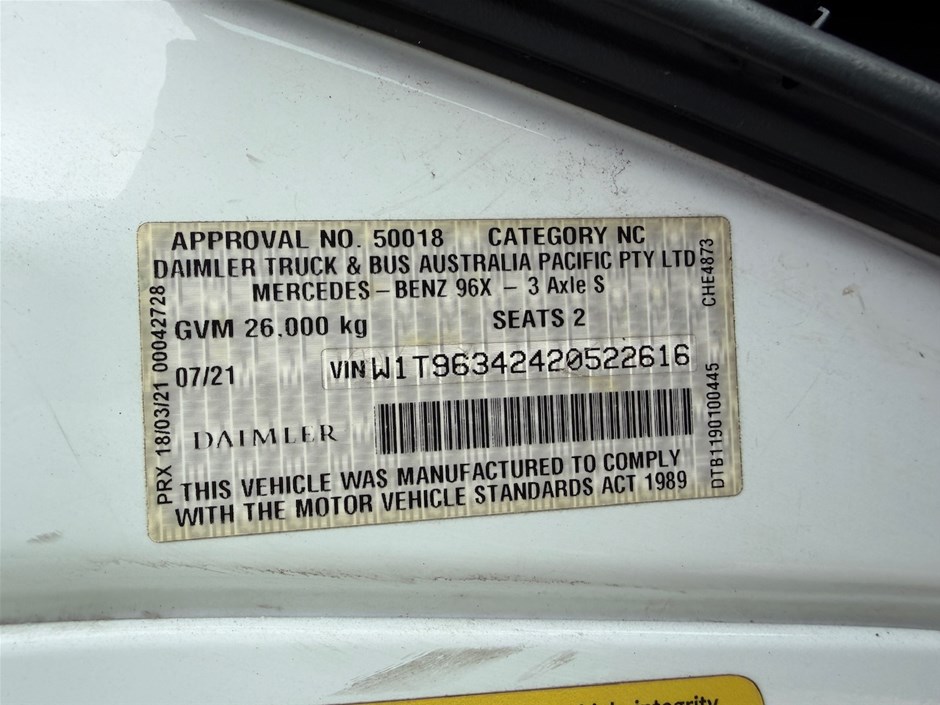 APPROVAL NO. 50018 CATEGORY NC
DAIMLER TRUCK & BUS AUSTRALIA PACIFIC PTY LTD
MERCEDES-BENZ 96X - 3 Axle S
GVM 26,000 kg SEATS 2
07/21 VIN W1T96342420522616
DAIMLER
THIS VEHICLE WAS MANUFACTURED TO COMPLY
WITH THE MOTOR VEHICLE STANDARDS ACT 1989
PRX 18/03/21 00042728
CHE4873
DTB1190100445
integrity